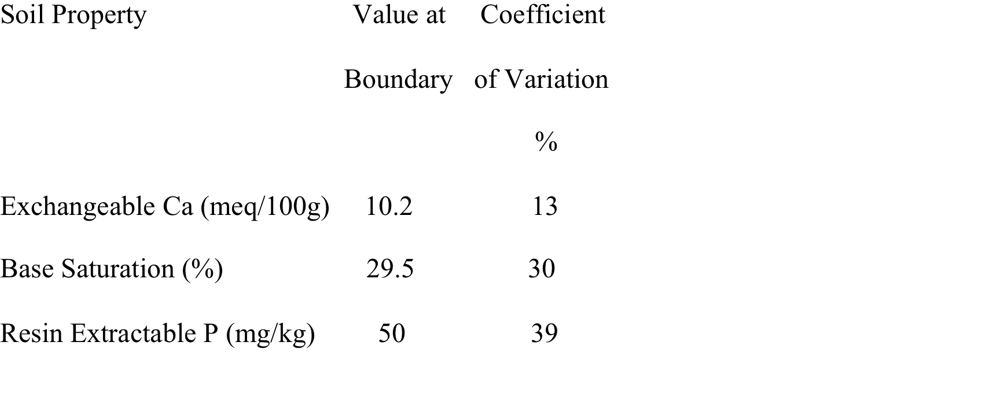 Soil Property Value at Coefficient
Boundary of Variation
%
Exchangeable Ca (meq/100g) 10.2 13
Base Saturation (%) 29.5 30
Resin Extractable P (mg/kg) 50 39